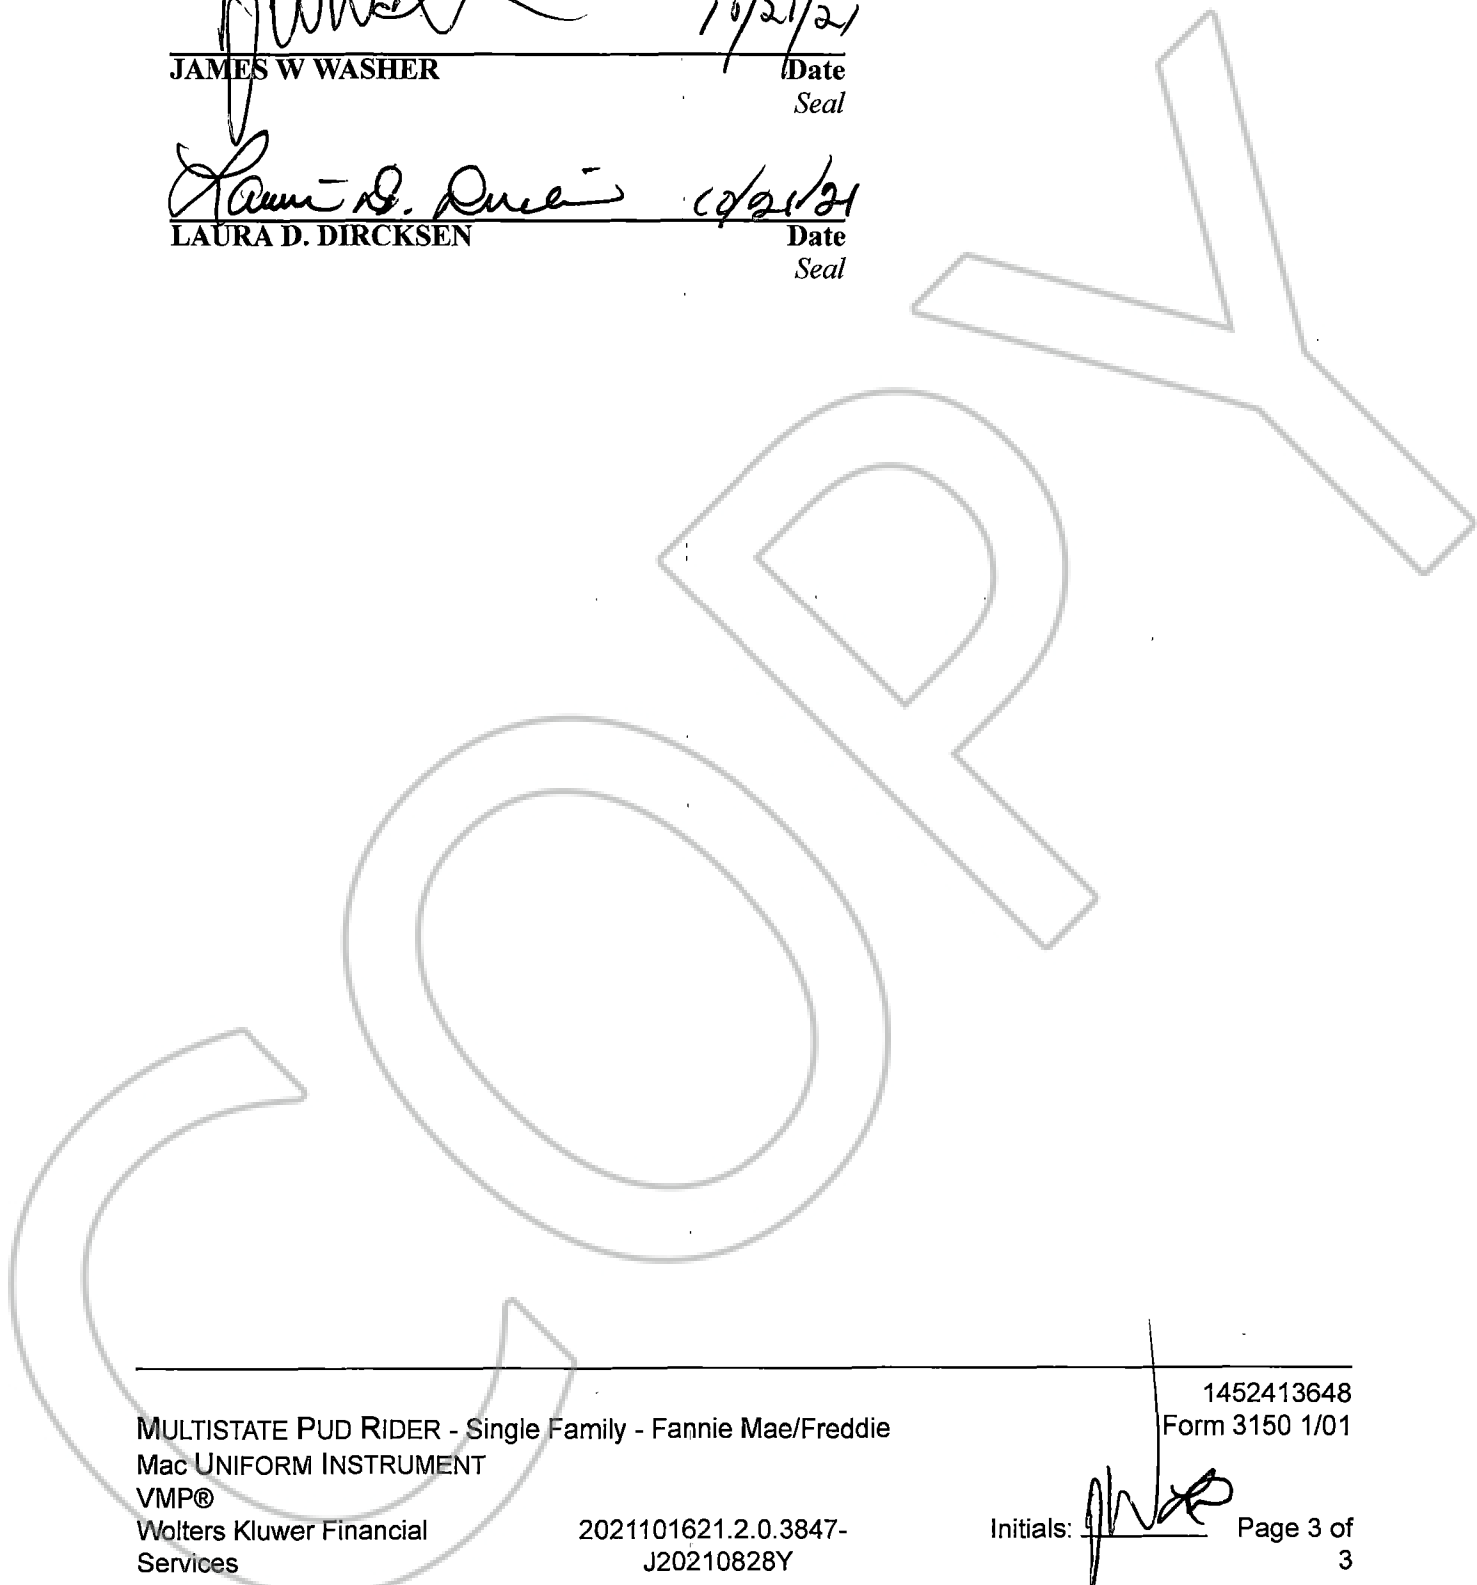 10/21/21
JAMES W WASHER Date
Seal
Laura D. Dircksen 10/21/21
LAURA D. DIRCKSEN Date
Seal
COPY
1452413648
MULTISTATE PUD RIDER - Single Family - Fannie Mae/Freddie Form 3150 1/01
Mac UNIFORM INSTRUMENT
VMP®
Wolters Kluwer Financial 2021101621.2.0.3847- Initials: Page 3 of
Services J20210828Y 3